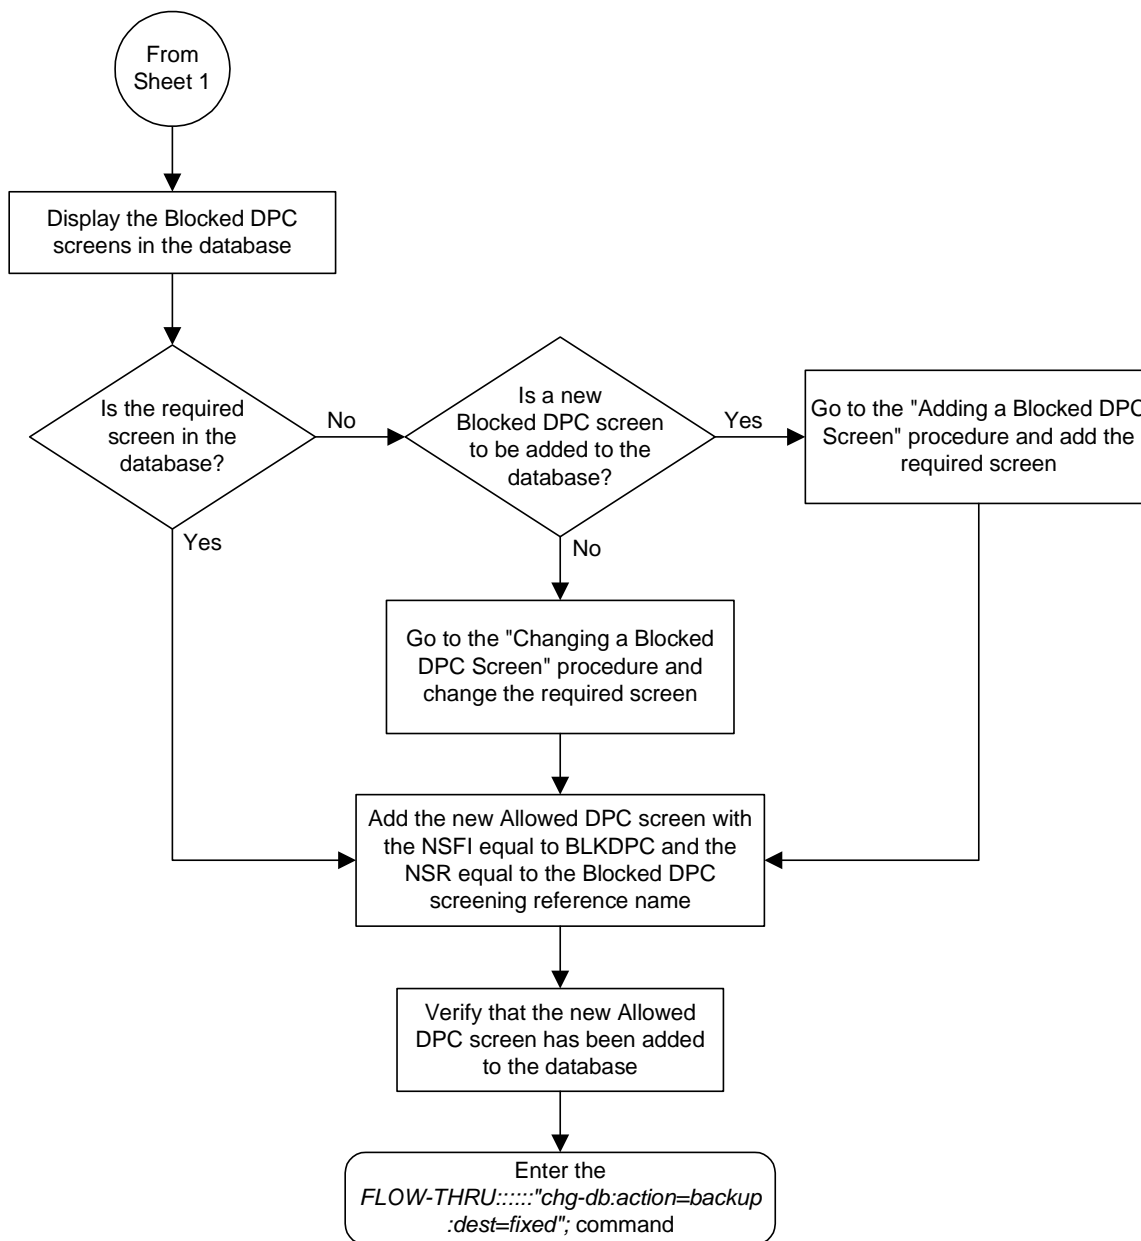 From
Sheet 1
Display the Blocked DPC
screens in the database
Is the required
screen in the
database?
No
Yes
Is a new
Blocked DPC screen
to be added to the
database?
Yes
No
Go to the "Adding a Blocked DPC
Screen" procedure and add the
required screen
Go to the "Changing a Blocked
DPC Screen" procedure and
change the required screen
Add the new Allowed DPC screen with
the NSFI equal to BLKDPC and the
NSR equal to the Blocked DPC
screening reference name
Verify that the new Allowed
DPC screen has been added
to the database
Enter the
FLOW-THRU::::::"chg-db:action=backup
:dest=fixed"; command